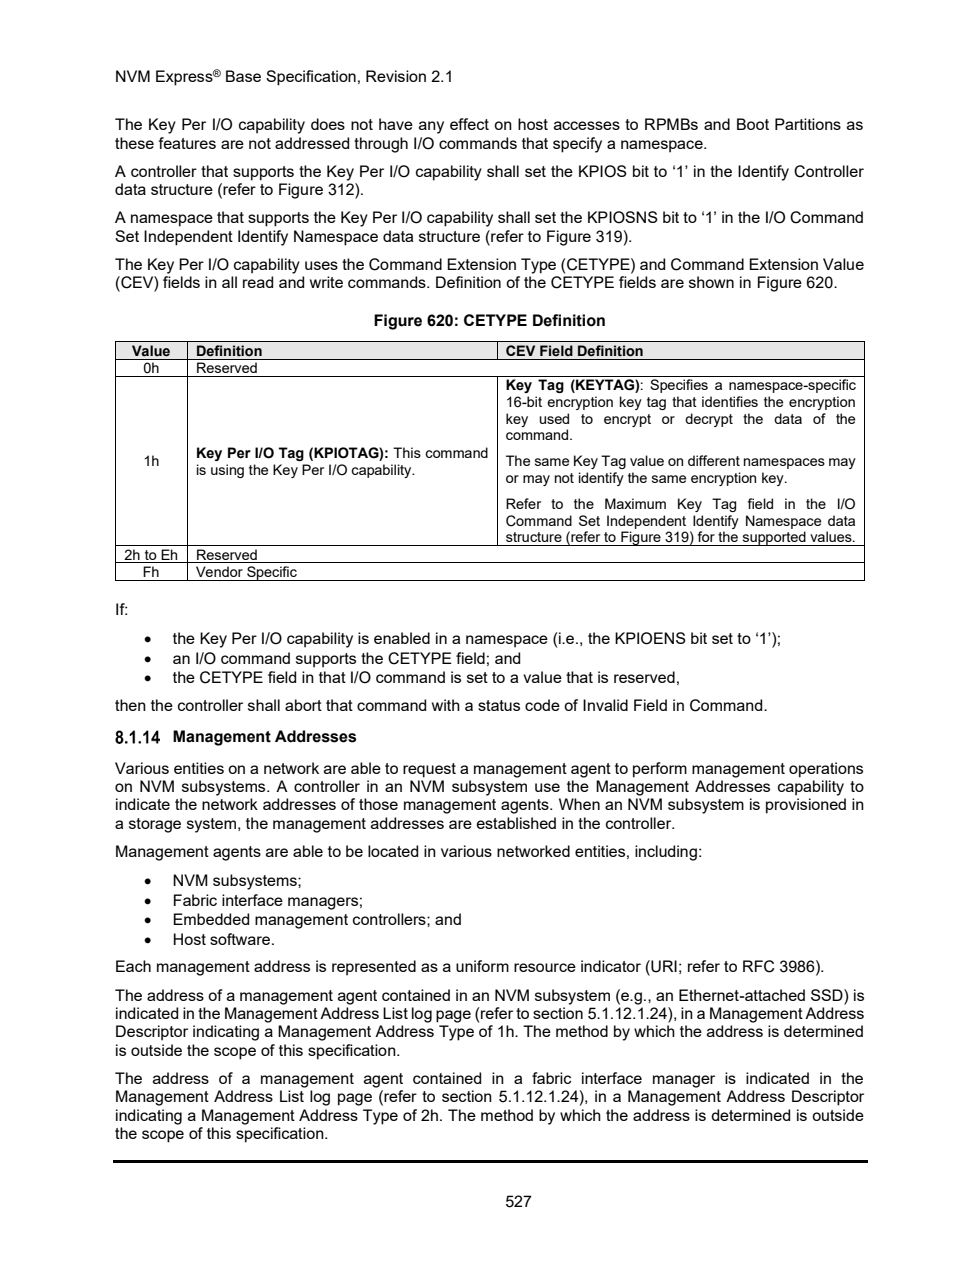 NVM Express® Base Specification, Revision 2.1
The Key Per I/O capability does not have any effect on host accesses to RPMBs and Boot Partitions as
these features are not addressed through I/O commands that specify a namespace.
A controller that supports the Key Per I/O capability shall set the KPIOS bit to ‘1’ in the Identify Controller
data structure (refer to Figure 312).
A namespace that supports the Key Per I/O capability shall set the KPIOSNS bit to ‘1’ in the I/O Command
Set Independent Identify Namespace data structure (refer to Figure 319).
The Key Per I/O capability uses the Command Extension Type (CETYPE) and Command Extension Value
(CEV) fields in all read and write commands. Definition of the CETYPE fields are shown in Figure 620.
Figure 620: CETYPE Definition
Value Definition CEV Field Definition
0h Reserved
1h
Key Per I/O Tag (KPIOTAG): This command
is using the Key Per I/O capability.
Key Tag (KEYTAG): Specifies a namespace-specific
16-bit encryption key tag that identifies the encryption
key used to encrypt or decrypt the data of the
command.
The same Key Tag value on different namespaces may
or may not identify the same encryption key.
Refer to the Maximum Key Tag field in the I/O
Command Set Independent Identify Namespace data
structure (refer to Figure 319) for the supported values.
2h to Eh Reserved
Fh Vendor Specific
If:
• the Key Per I/O capability is enabled in a namespace (i.e., the KPIOENS bit set to ‘1’);
• an I/O command supports the CETYPE field; and
• the CETYPE field in that I/O command is set to a value that is reserved,
then the controller shall abort that command with a status code of Invalid Field in Command.
8.1.14 Management Addresses
Various entities on a network are able to request a management agent to perform management operations
on NVM subsystems. A controller in an NVM subsystem use the Management Addresses capability to
indicate the network addresses of those management agents. When an NVM subsystem is provisioned in
a storage system, the management addresses are established in the controller.
Management agents are able to be located in various networked entities, including:
• NVM subsystems;
• Fabric interface managers;
• Embedded management controllers; and
• Host software.
Each management address is represented as a uniform resource indicator (URI; refer to RFC 3986).
The address of a management agent contained in an NVM subsystem (e.g., an Ethernet-attached SSD) is
indicated in the Management Address List log page (refer to section 5.1.12.1.24), in a Management Address
Descriptor indicating a Management Address Type of 1h. The method by which the address is determined
is outside the scope of this specification.
The address of a management agent contained in a fabric interface manager is indicated in the
Management Address List log page (refer to section 5.1.12.1.24), in a Management Address Descriptor
indicating a Management Address Type of 2h. The method by which the address is determined is outside
the scope of this specification.
527